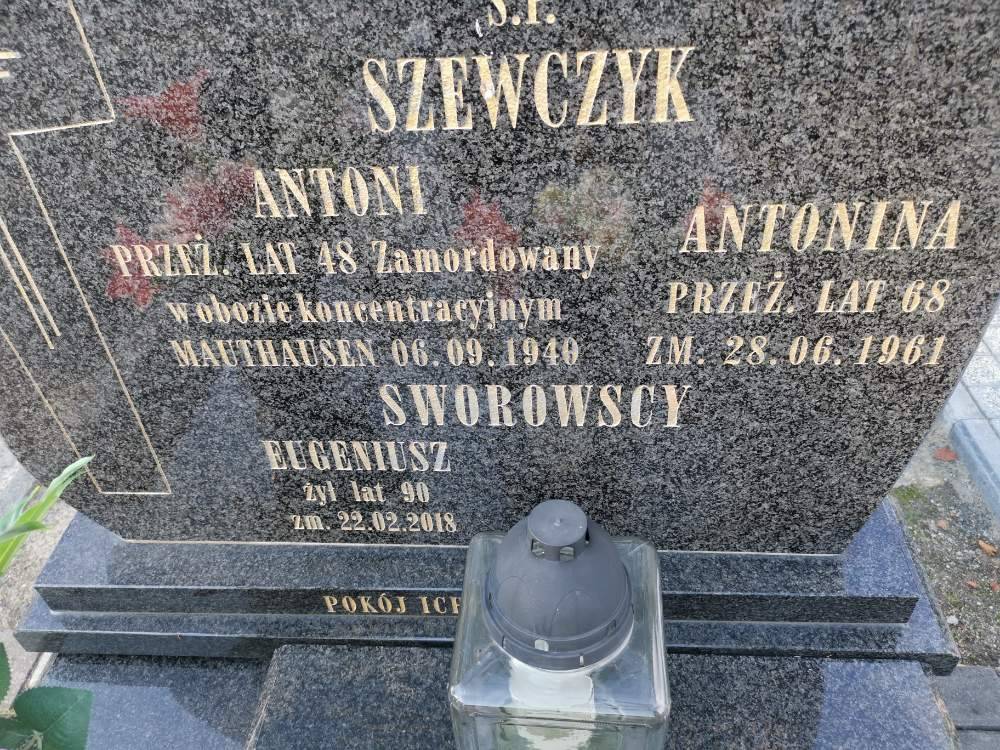 Ś.P.
SZEWCZYK
ANTONI
PRZEŻ. LAT 48 Zamordowany
w obozie koncentracyjnym
MAUTHAUSEN 06.09.1940
ANTONINA
PRZEŻ. LAT 68
ZM. 28.06.1961
SWOROWSCY
EUGENIUSZ
żył lat 90
zm. 22.02.2018
POKÓJ ICH